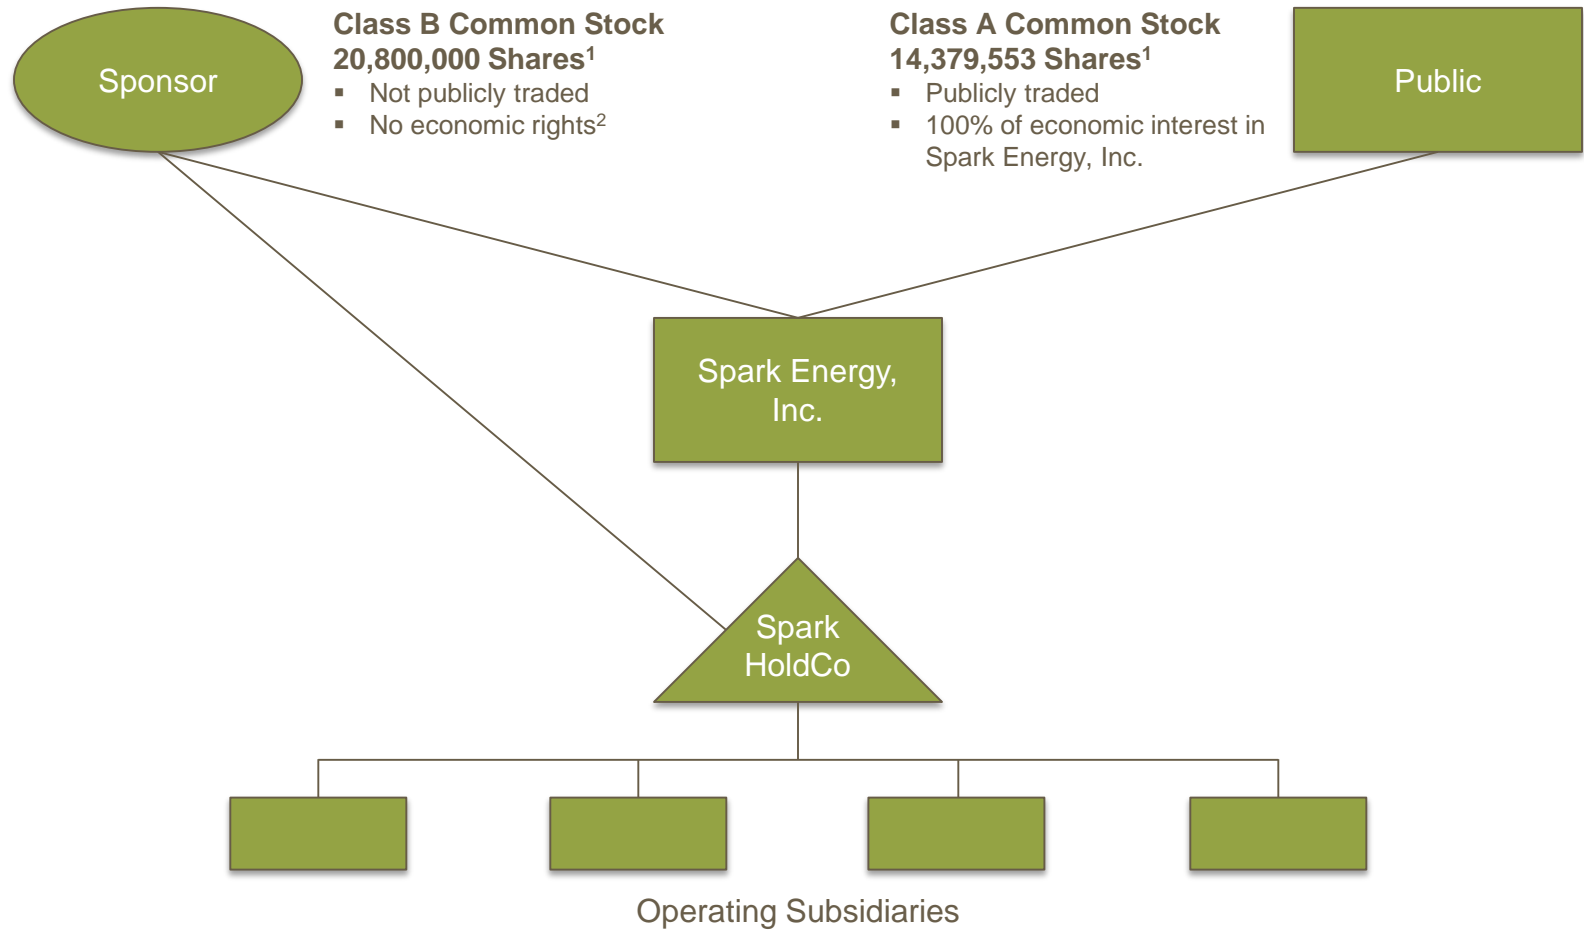 Sponsor
Class B Common Stock
20,800,000 Shares¹
▪ Not publicly traded
▪ No economic rights²
Class A Common Stock
14,379,553 Shares¹
▪ Publicly traded
▪ 100% of economic interest in
Spark Energy, Inc.
Public
Spark Energy,
Inc.
Spark
HoldCo
Operating Subsidiaries